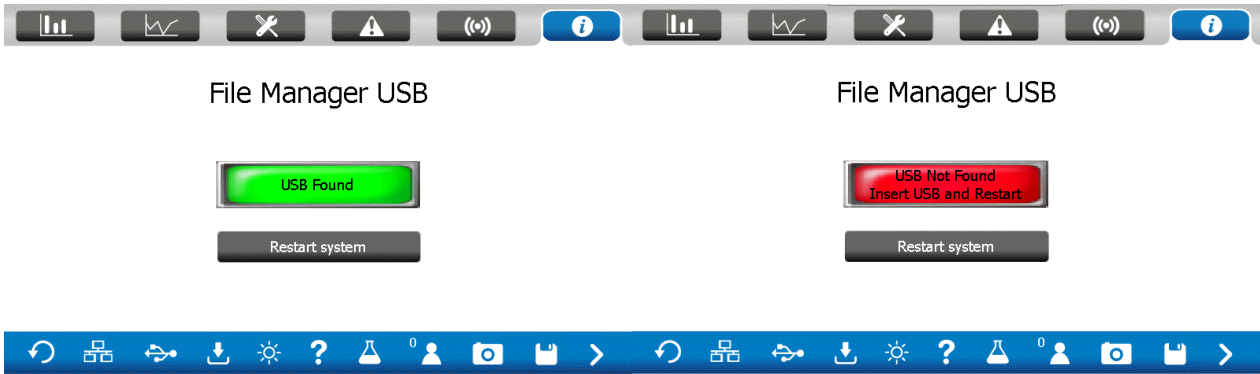 File Manager USB
USB Found
Restart system
0
File Manager USB
USB Not Found
Insert USB and Restart
Restart system
0